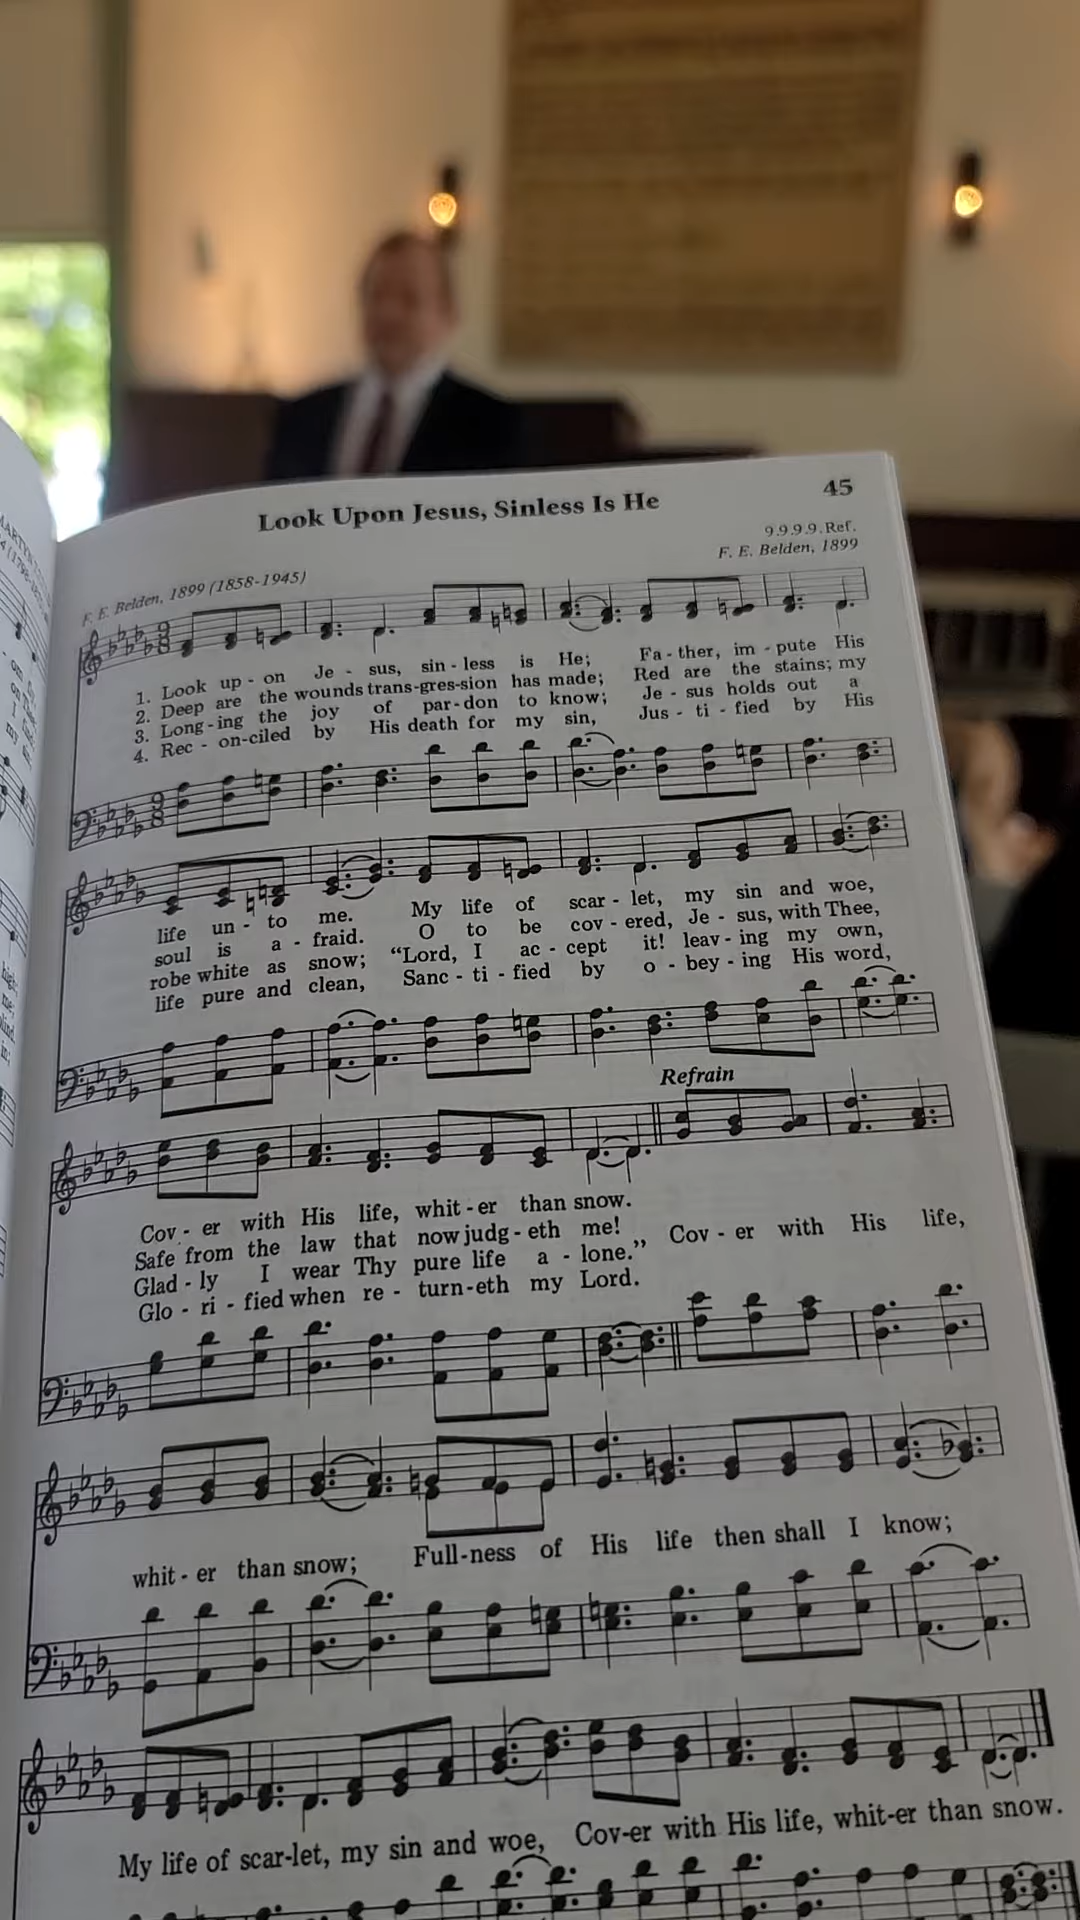 45
Look Upon Jesus, Sinless Is He
9.9.9.9.Ref.
F. E. Belden, 1899 (1858-1945)
F. E. Belden, 1899
1. Look up - on Je - sus, sin - less is He; Fa - ther, im - pute His
2. Deep are the wounds trans-gres-sion has made; Red are the stains; my
3. Long - ing the joy of par - don to know; Je - sus holds out a
4. Rec - on-ciled by His death for my sin, Jus - ti - fied by His
life un - to me. My life of scar - let, my sin and woe,
soul is a - fraid. O to be cov - ered, Je - sus, with Thee,
robe white as snow; “Lord, I ac - cept it! leav - ing my own,
life pure and clean, Sanc - ti - fied by o - bey - ing His word,
Refrain
Cov - er with His life, whit - er than snow.
Safe from the law that now judg - eth me!
Glad - ly I wear Thy pure life a - lone.” Cov - er with His life,
Glo - ri - fied when re - turn-eth my Lord.
whit - er than snow; Full-ness of His life then shall I know;
My life of scar-let, my sin and woe, Cov-er with His life, whit-er than snow.